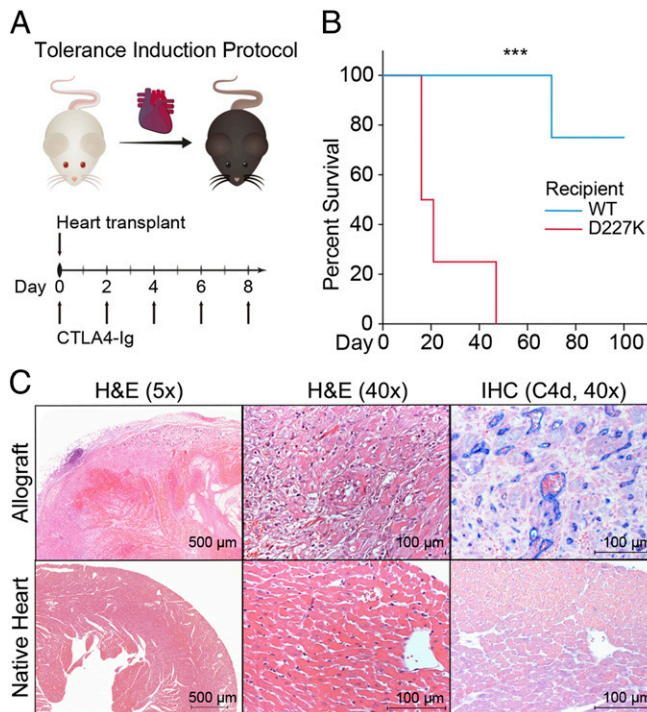 A
Tolerance Induction Protocol
Heart transplant
Day 0 2 4 6 8
CTLA4-Ig
B
***
100
80
60
40
20
0
Percent Survival
Recipient
WT
D227K
Day 20 40 60 80 100
C
H&E (5x) H&E (40x) IHC (C4d, 40x)
Allograft
500 µm 100 µm 100 µm
Native Heart
500 µm 100 µm 100 µm